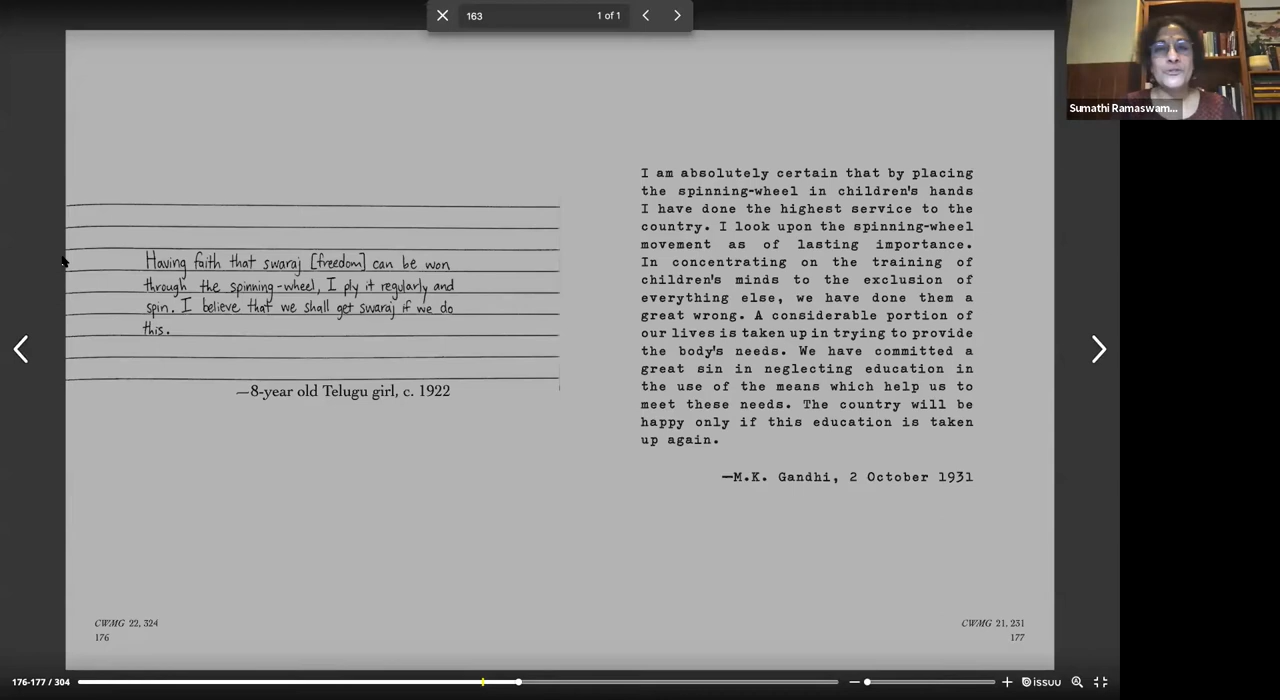 163
1 of 1
Sumathi Ramaswam...
Having faith that swaraj [freedom] can be won
through the spinning-wheel, I ply it regularly and
spin. I believe that we shall get swaraj if we do
this.
—8-year old Telugu girl, c. 1922
CWMG 22, 324
176
I am absolutely certain that by placing
the spinning-wheel in children's hands
I have done the highest service to the
country. I look upon the spinning-wheel
movement as of lasting importance.
In concentrating on the training of
children's minds to the exclusion of
everything else, we have done them a
great wrong. A considerable portion of
our lives is taken up in trying to provide
the body's needs. We have committed a
great sin in neglecting education in
the use of the means which help us to
meet these needs. The country will be
happy only if this education is taken
up again.
—M.K. Gandhi, 2 October 1931
CWMG 21, 231
177
176-177 / 304
issuu